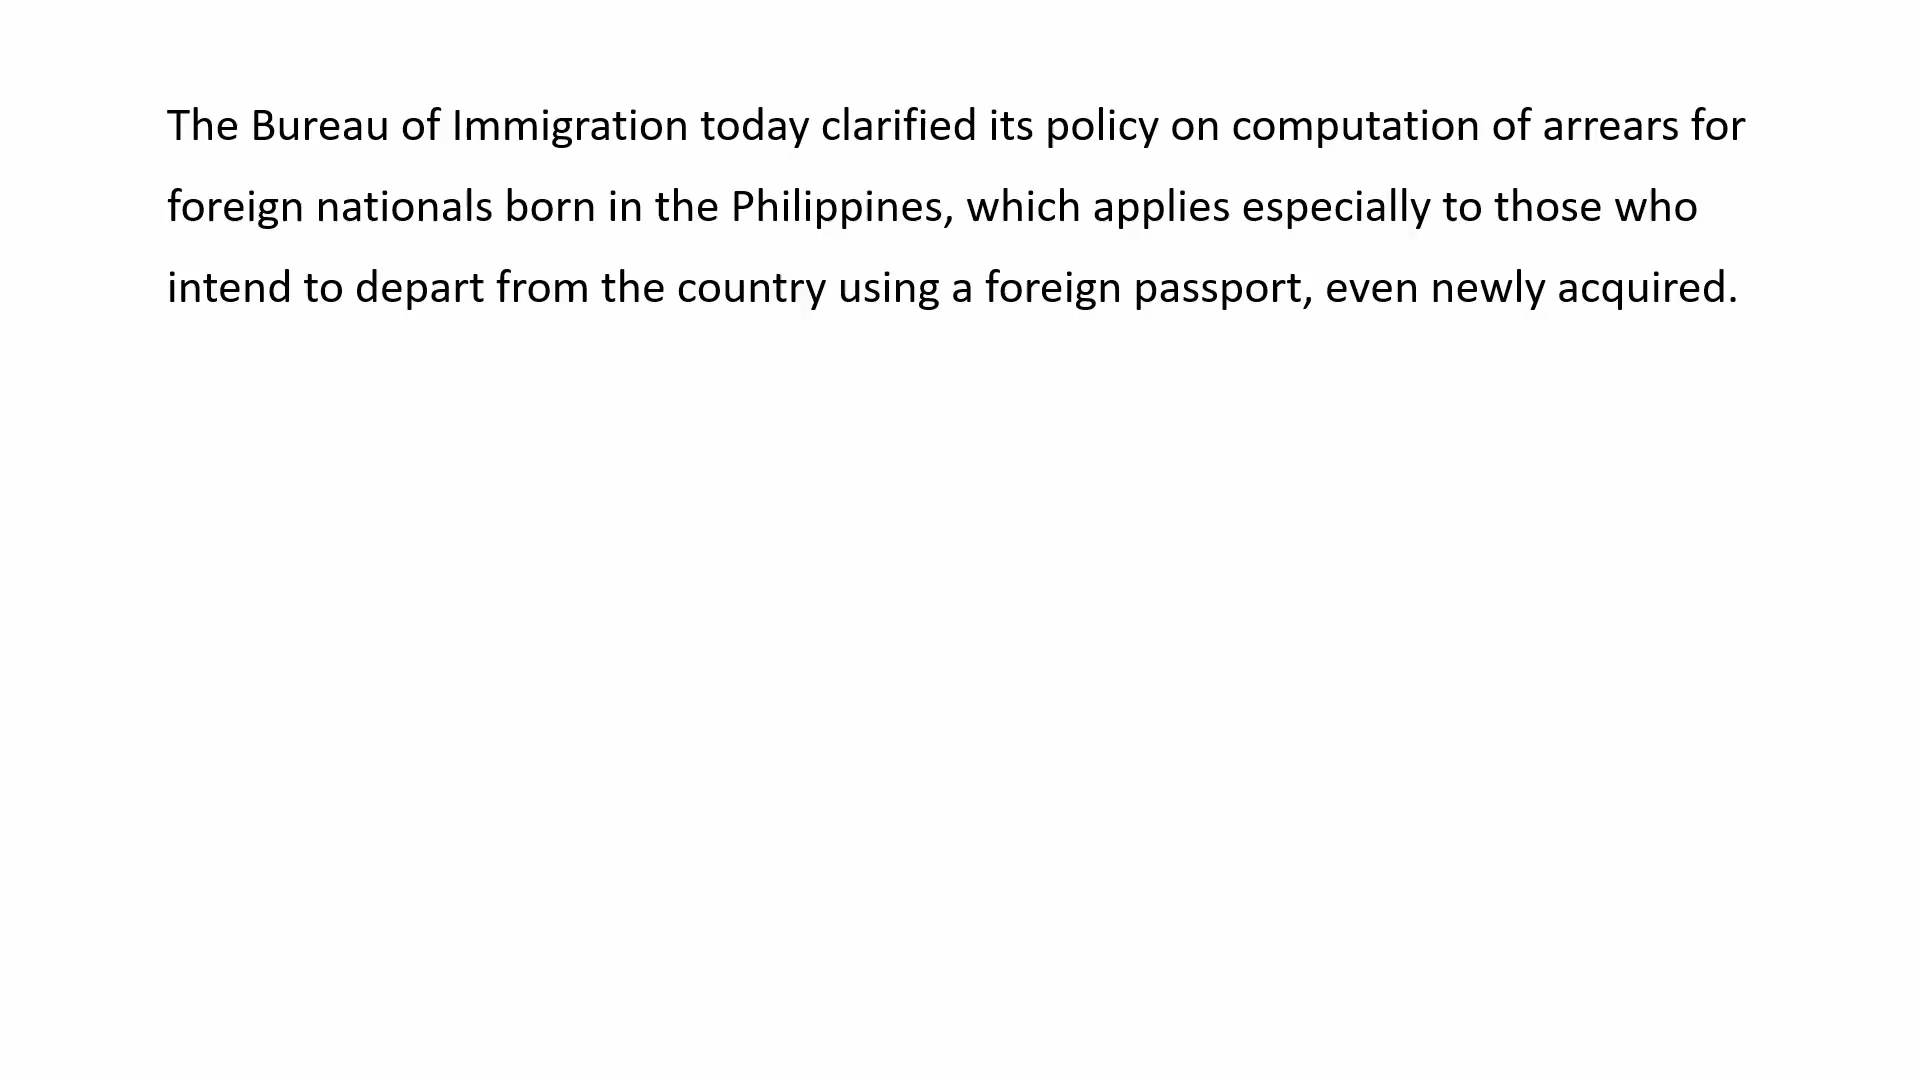 The Bureau of Immigration today clarified its policy on computation of arrears for
foreign nationals born in the Philippines, which applies especially to those who
intend to depart from the country using a foreign passport, even newly acquired.